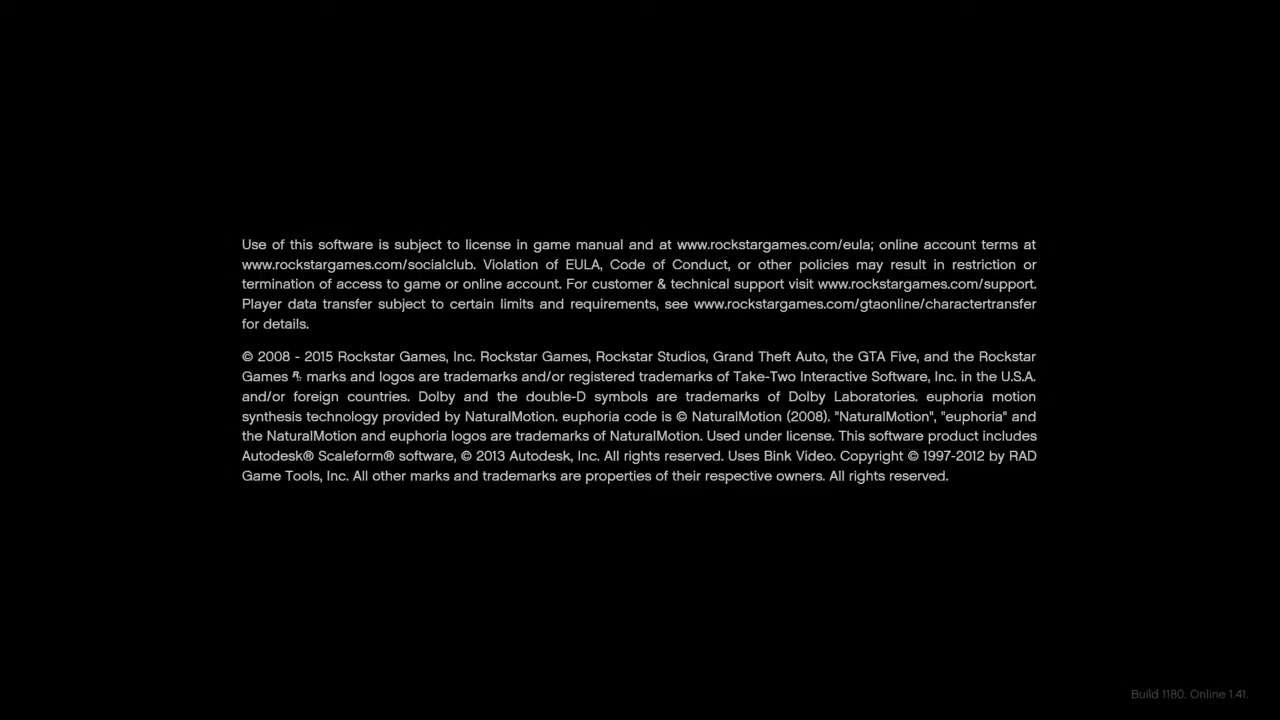 Use of this software is subject to license in game manual and at www.rockstargames.com/eula; online account terms at
www.rockstargames.com/socialclub. Violation of EULA, Code of Conduct, or other policies may result in restriction or
termination of access to game or online account. For customer & technical support visit www.rockstargames.com/support.
Player data transfer subject to certain limits and requirements, see www.rockstargames.com/gtaonline/charactertransfer
for details.
© 2008 - 2015 Rockstar Games, Inc. Rockstar Games, Rockstar Studios, Grand Theft Auto, the GTA Five, and the Rockstar
Games R* marks and logos are trademarks and/or registered trademarks of Take-Two Interactive Software, Inc. in the U.S.A.
and/or foreign countries. Dolby and the double-D symbols are trademarks of Dolby Laboratories. euphoria motion
synthesis technology provided by NaturalMotion. euphoria code is © NaturalMotion (2008). "NaturalMotion", "euphoria" and
the NaturalMotion and euphoria logos are trademarks of NaturalMotion. Used under license. This software product includes
Autodesk® Scaleform® software, © 2013 Autodesk, Inc. All rights reserved. Uses Bink Video. Copyright © 1997-2012 by RAD
Game Tools, Inc. All other marks and trademarks are properties of their respective owners. All rights reserved.
Build 1180. Online 1.41.